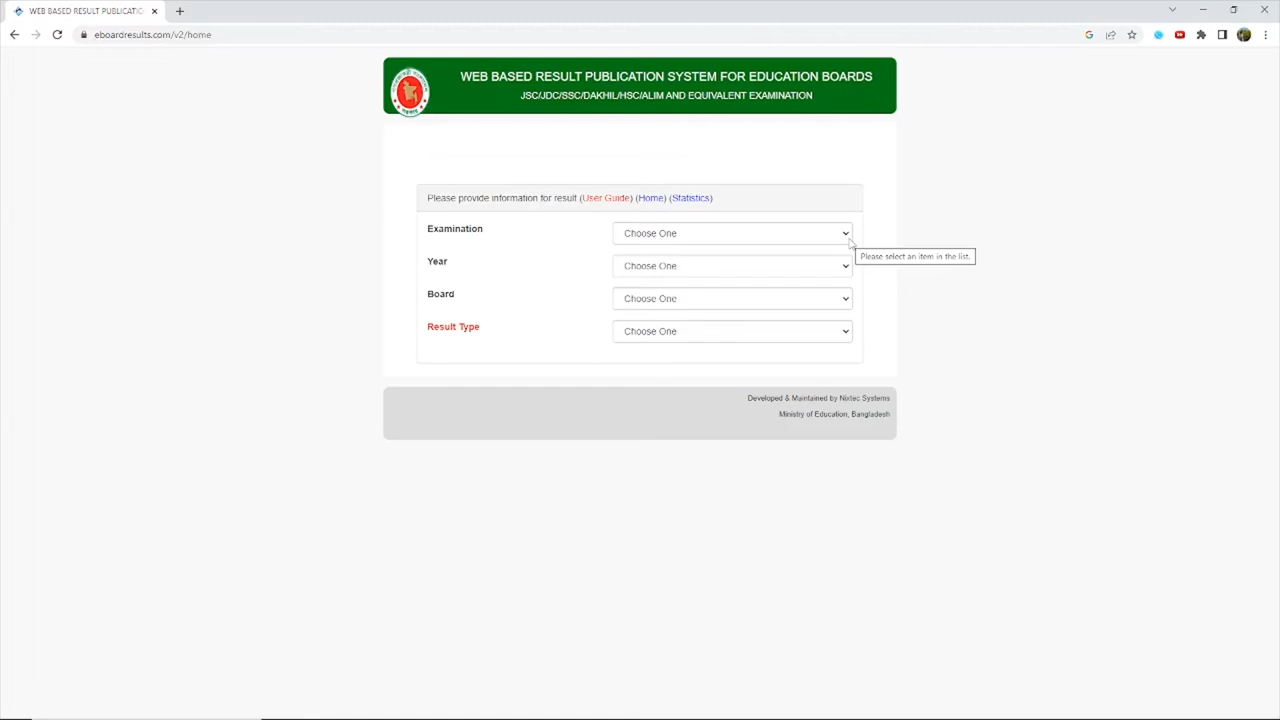 WEB BASED RESULT PUBLICATIO
eboardresults.com/v2/home
WEB BASED RESULT PUBLICATION SYSTEM FOR EDUCATION BOARDS
JSC/JDC/SSC/DAKHIL/HSC/ALIM AND EQUIVALENT EXAMINATION
Please provide information for result (User Guide) (Home) (Statistics)
Examination Choose One
Please select an item in the list.
Year Choose One
Board Choose One
Result Type Choose One
Developed & Maintained by Nixtec Systems
Ministry of Education, Bangladesh